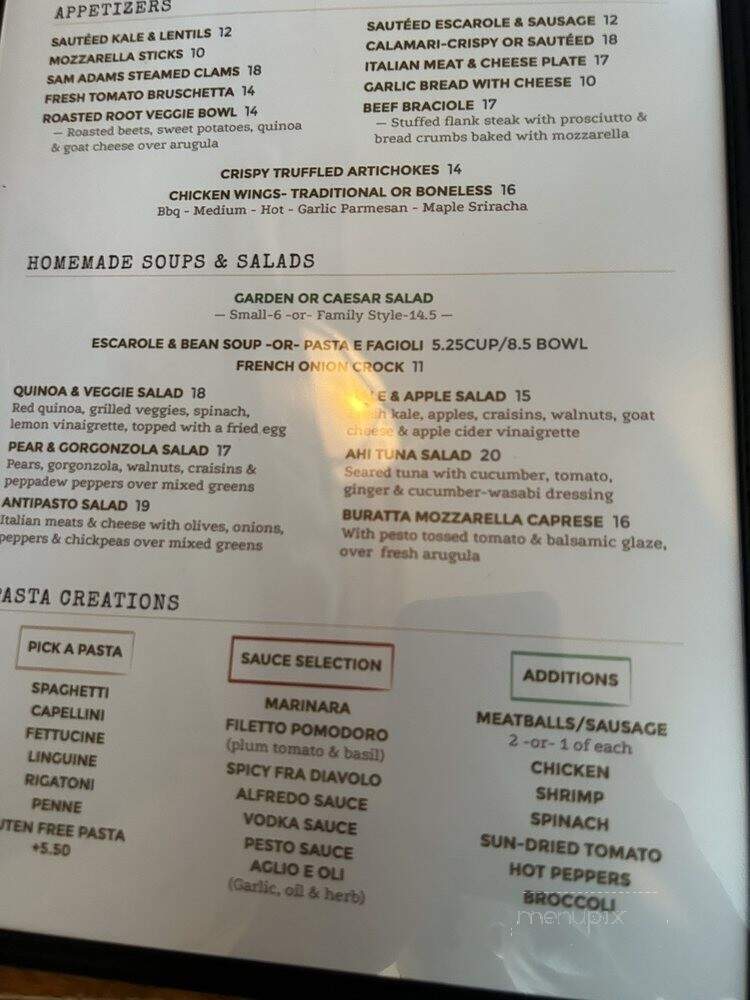 APPETIZERS
SAUTÉED KALE & LENTILS 12
MOZZARELLA STICKS 10
SAM ADAMS STEAMED CLAMS 18
FRESH TOMATO BRUSCHETTA 14
ROASTED ROOT VEGGIE BOWL 14
— Roasted beets, sweet potatoes, quinoa
& goat cheese over arugula
SAUTÉED ESCAROLE & SAUSAGE 12
CALAMARI-CRISPY OR SAUTÉED 18
ITALIAN MEAT & CHEESE PLATE 17
GARLIC BREAD WITH CHEESE 10
BEEF BRACIOLE 17
— Stuffed flank steak with prosciutto &
bread crumbs baked with mozzarella
CRISPY TRUFFLED ARTICHOKES 14
CHICKEN WINGS- TRADITIONAL OR BONELESS 16
Bbq - Medium - Hot - Garlic Parmesan - Maple Sriracha
HOMEMADE SOUPS & SALADS
GARDEN OR CAESAR SALAD
— Small-6 -or- Family Style-14.5 —
ESCAROLE & BEAN SOUP -OR- PASTA E FAGIOLI 5.25CUP/8.5 BOWL
FRENCH ONION CROCK 11
QUINOA & VEGGIE SALAD 18
Red quinoa, grilled veggies, spinach,
lemon vinaigrette, topped with a fried egg
PEAR & GORGONZOLA SALAD 17
Pears, gorgonzola, walnuts, craisins &
peppadew peppers over mixed greens
ANTIPASTO SALAD 19
Italian meats & cheese with olives, onions,
peppers & chickpeas over mixed greens
& APPLE SALAD 15
kale, apples, craisins, walnuts, goat
cheese & apple cider vinaigrette
AHI TUNA SALAD 20
Seared tuna with cucumber, tomato,
ginger & cucumber-wasabi dressing
BURATTA MOZZARELLA CAPRESE 16
With pesto tossed tomato & balsamic glaze,
over fresh arugula
PASTA CREATIONS
PICK A PASTA
SPAGHETTI
CAPELLINI
FETTUCINE
LINGUINE
RIGATONI
PENNE
UTEN FREE PASTA
+5.50
SAUCE SELECTION
MARINARA
FILETTO POMODORO
(plum tomato & basil)
SPICY FRA DIAVOLO
ALFREDO SAUCE
VODKA SAUCE
PESTO SAUCE
AGLIO E OLI
(Garlic, oil & herb)
ADDITIONS
MEATBALLS/SAUSAGE
2 -or- 1 of each
CHICKEN
SHRIMP
SPINACH
SUN-DRIED TOMATO
HOT PEPPERS
BROCCOLI
menupix